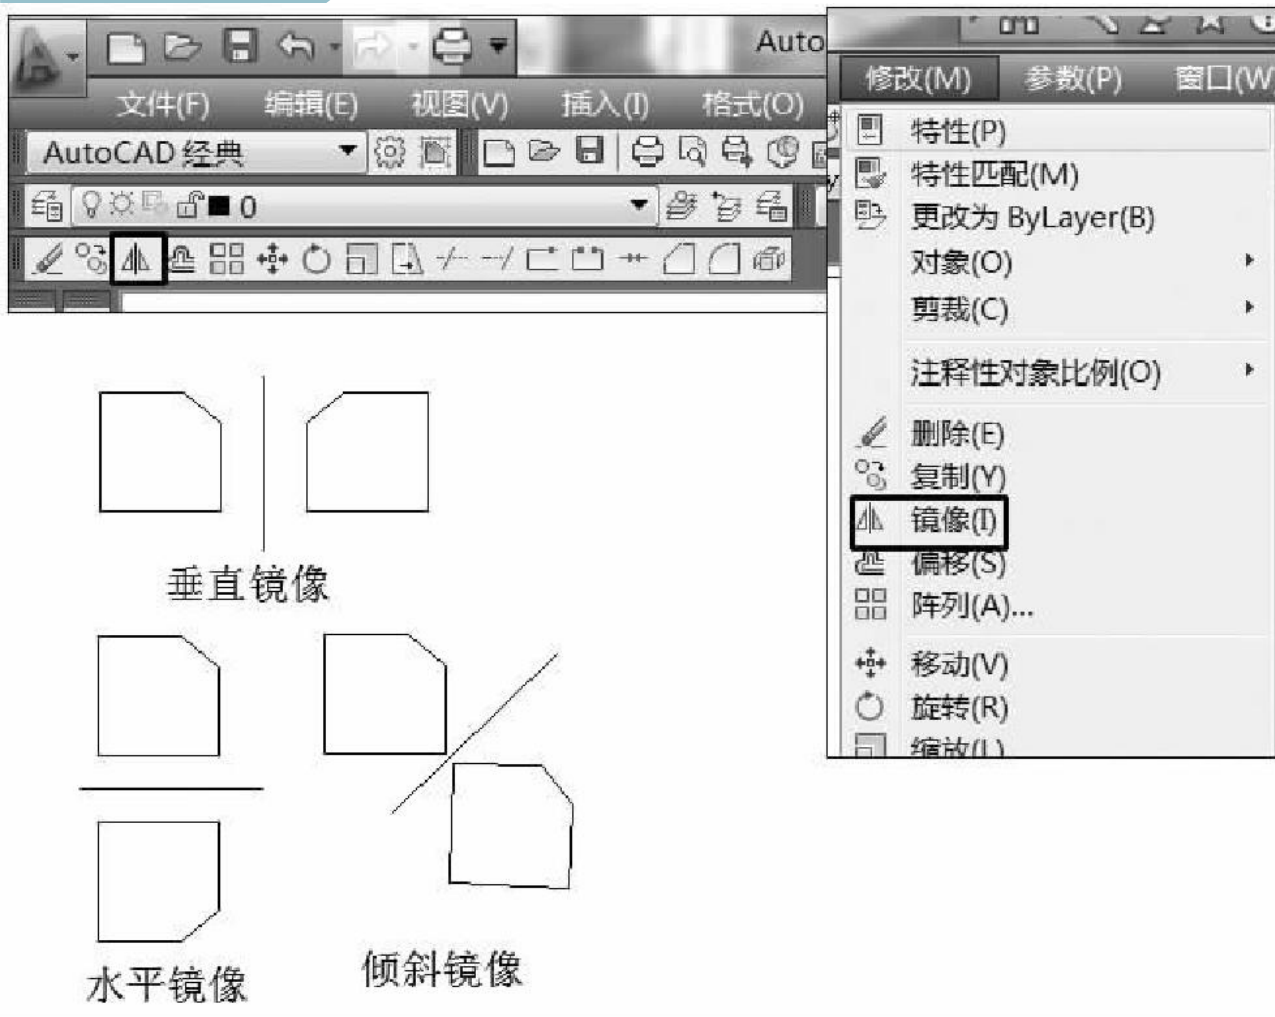 Auto
文件(F) 编辑(E) 视图(V) 插入(I) 格式(O)
AutoCAD 经典
0
修改(M) 参数(P) 窗口(W
特性(P)
特性匹配(M)
更改为 ByLayer(B)
对象(O)
剪裁(C)
注释性对象比例(O)
删除(E)
复制(Y)
镜像(I)
偏移(S)
阵列(A)...
移动(V)
旋转(R)
缩放(L)
垂直镜像
水平镜像
倾斜镜像